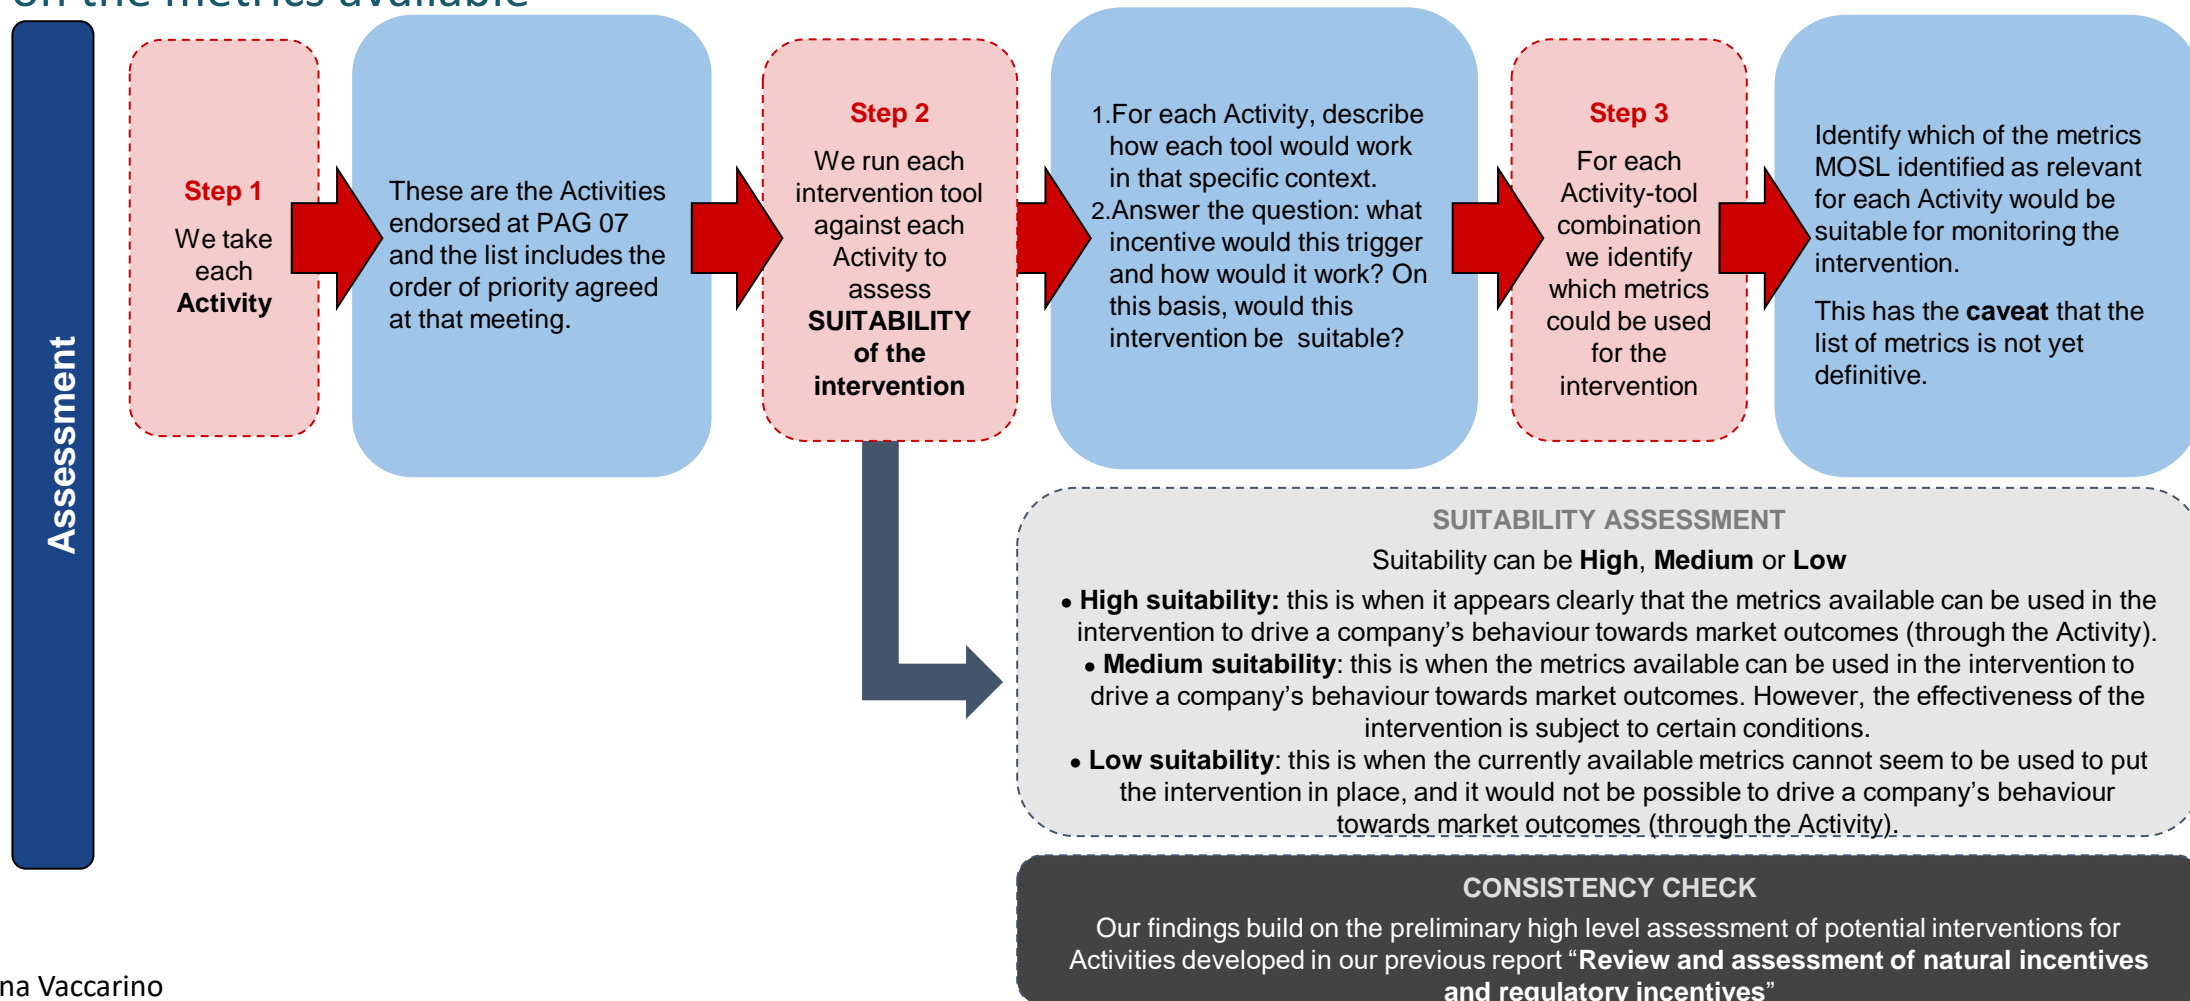 on the metrics available
Assessment
Step 1
We take
each
Activity
These are the Activities
endorsed at PAG 07
and the list includes the
order of priority agreed
at that meeting.
Step 2
We run each
intervention tool
against each
Activity to
assess
SUITABILITY
of the
intervention
1.For each Activity, describe
how each tool would work
in that specific context.
2.Answer the question: what
incentive would this trigger
and how would it work? On
this basis, would this
intervention be suitable?
Step 3
For each
Activity-tool
combination
we identify
which metrics
could be used
for the
intervention
Identify which of the metrics
MOSL identified as relevant
for each Activity would be
suitable for monitoring the
intervention.
This has the caveat that the
list of metrics is not yet
definitive.
SUITABILITY ASSESSMENT
Suitability can be High, Medium or Low
• High suitability: this is when it appears clearly that the metrics available can be used in the
intervention to drive a company’s behaviour towards market outcomes (through the Activity).
• Medium suitability: this is when the metrics available can be used in the intervention to
drive a company’s behaviour towards market outcomes. However, the effectiveness of the
intervention is subject to certain conditions.
• Low suitability: this is when the currently available metrics cannot seem to be used to put
the intervention in place, and it would not be possible to drive a company’s behaviour
towards market outcomes (through the Activity).
CONSISTENCY CHECK
Our findings build on the preliminary high level assessment of potential interventions for
Activities developed in our previous report “Review and assessment of natural incentives
and regulatory incentives”
na Vaccarino